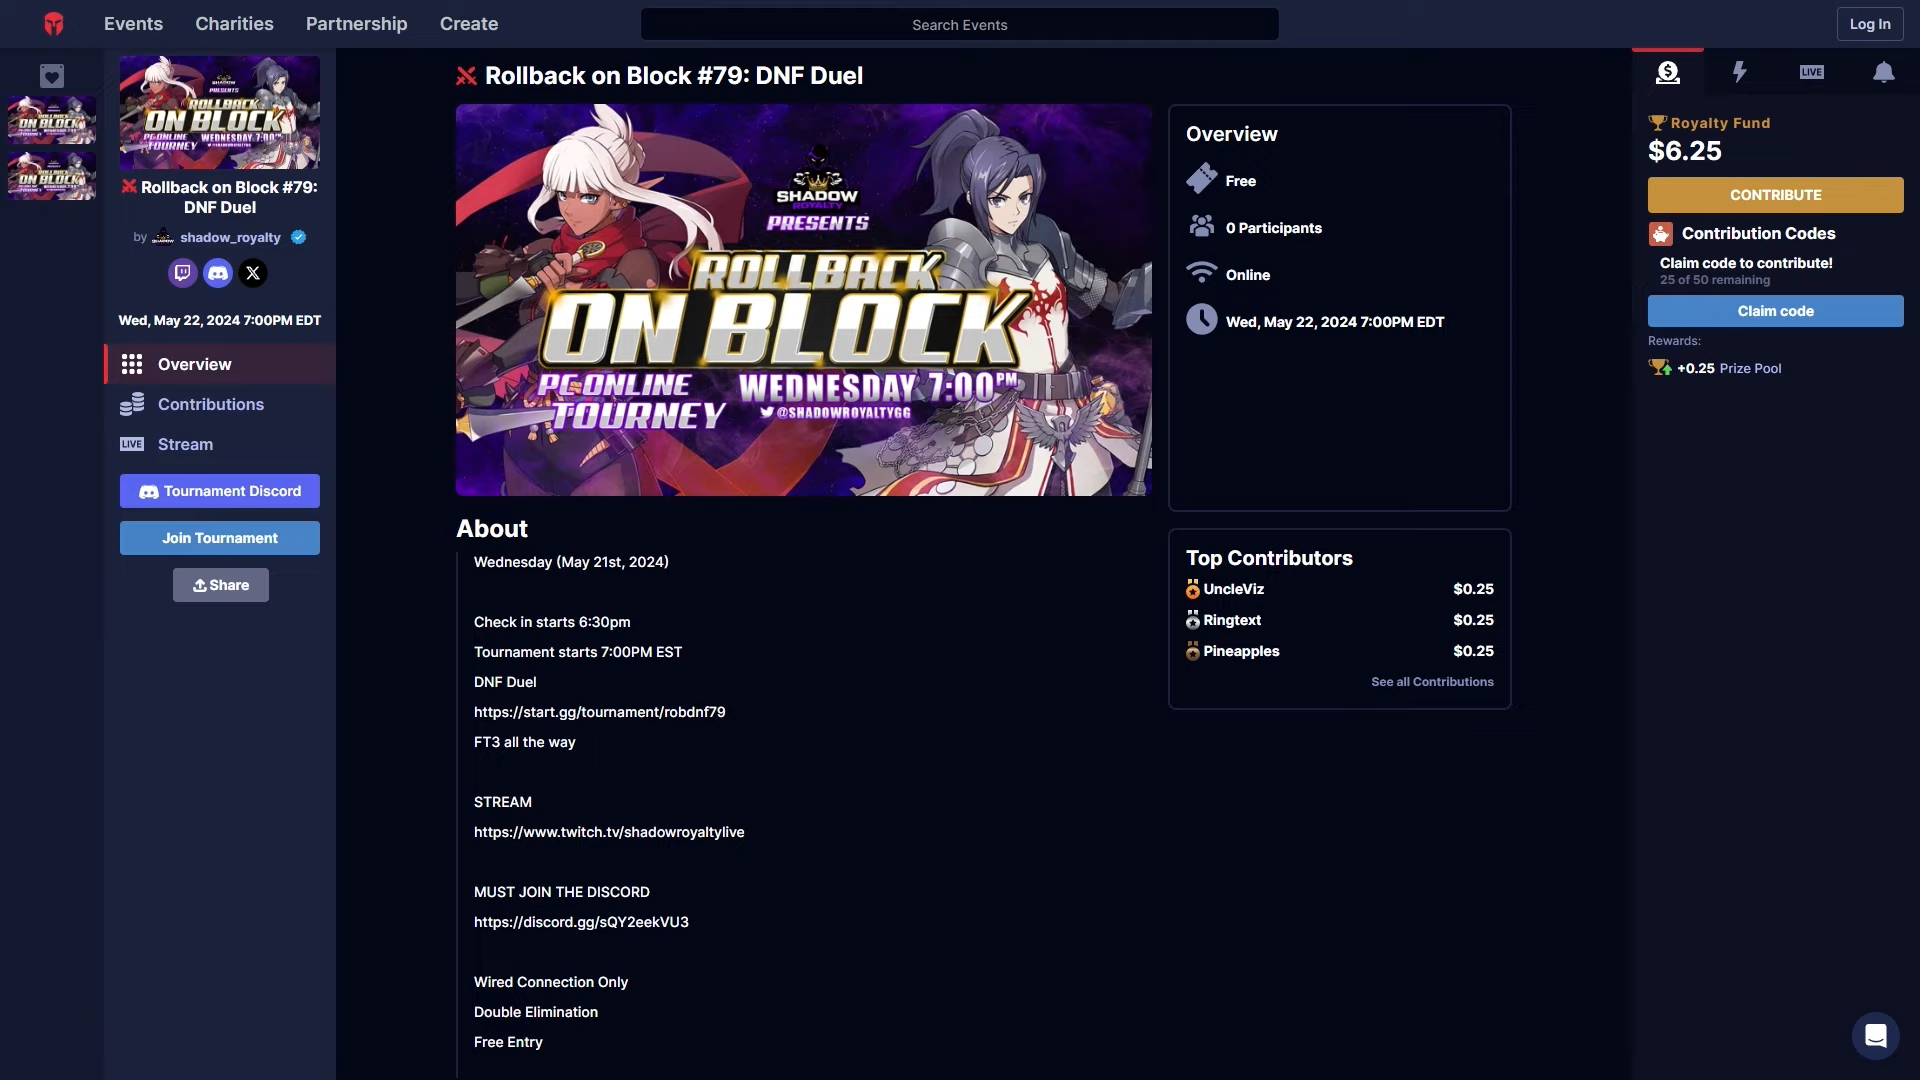 Events
Charities
Partnership
Create
Search Events
Log In
SHADOW
PRESENTS
ROLLBACK
ON BLOCK
PC ONLINE
TOURNEY
WEDNESDAY 7:00PM
Rollback on Block #79:
DNF Duel
by shadow_royalty
Wed, May 22, 2024 7:00PM EDT
Overview
Contributions
LIVE Stream
Tournament Discord
Join Tournament
Share
Rollback on Block #79: DNF Duel
SHADOW
ROYALTY
PRESENTS
ROLLBACK
ON BLOCK
PC ONLINE
TOURNEY
WEDNESDAY 7:00PM
@SHADOWROYALTYGG
About
Wednesday (May 21st, 2024)
Check in starts 6:30pm
Tournament starts 7:00PM EST
DNF Duel
https://start.gg/tournament/robdnf79
FT3 all the way
STREAM
https://www.twitch.tv/shadowroyaltylive
MUST JOIN THE DISCORD
https://discord.gg/sQY2eekVU3
Wired Connection Only
Double Elimination
Free Entry
Overview
Free
0 Participants
Online
Wed, May 22, 2024 7:00PM EDT
Top Contributors
UncleViz $0.25
Ringtext $0.25
Pineapples $0.25
See all Contributions
LIVE
Royalty Fund
$6.25
CONTRIBUTE
Contribution Codes
Claim code to contribute!
25 of 50 remaining
Claim code
Rewards:
+0.25 Prize Pool